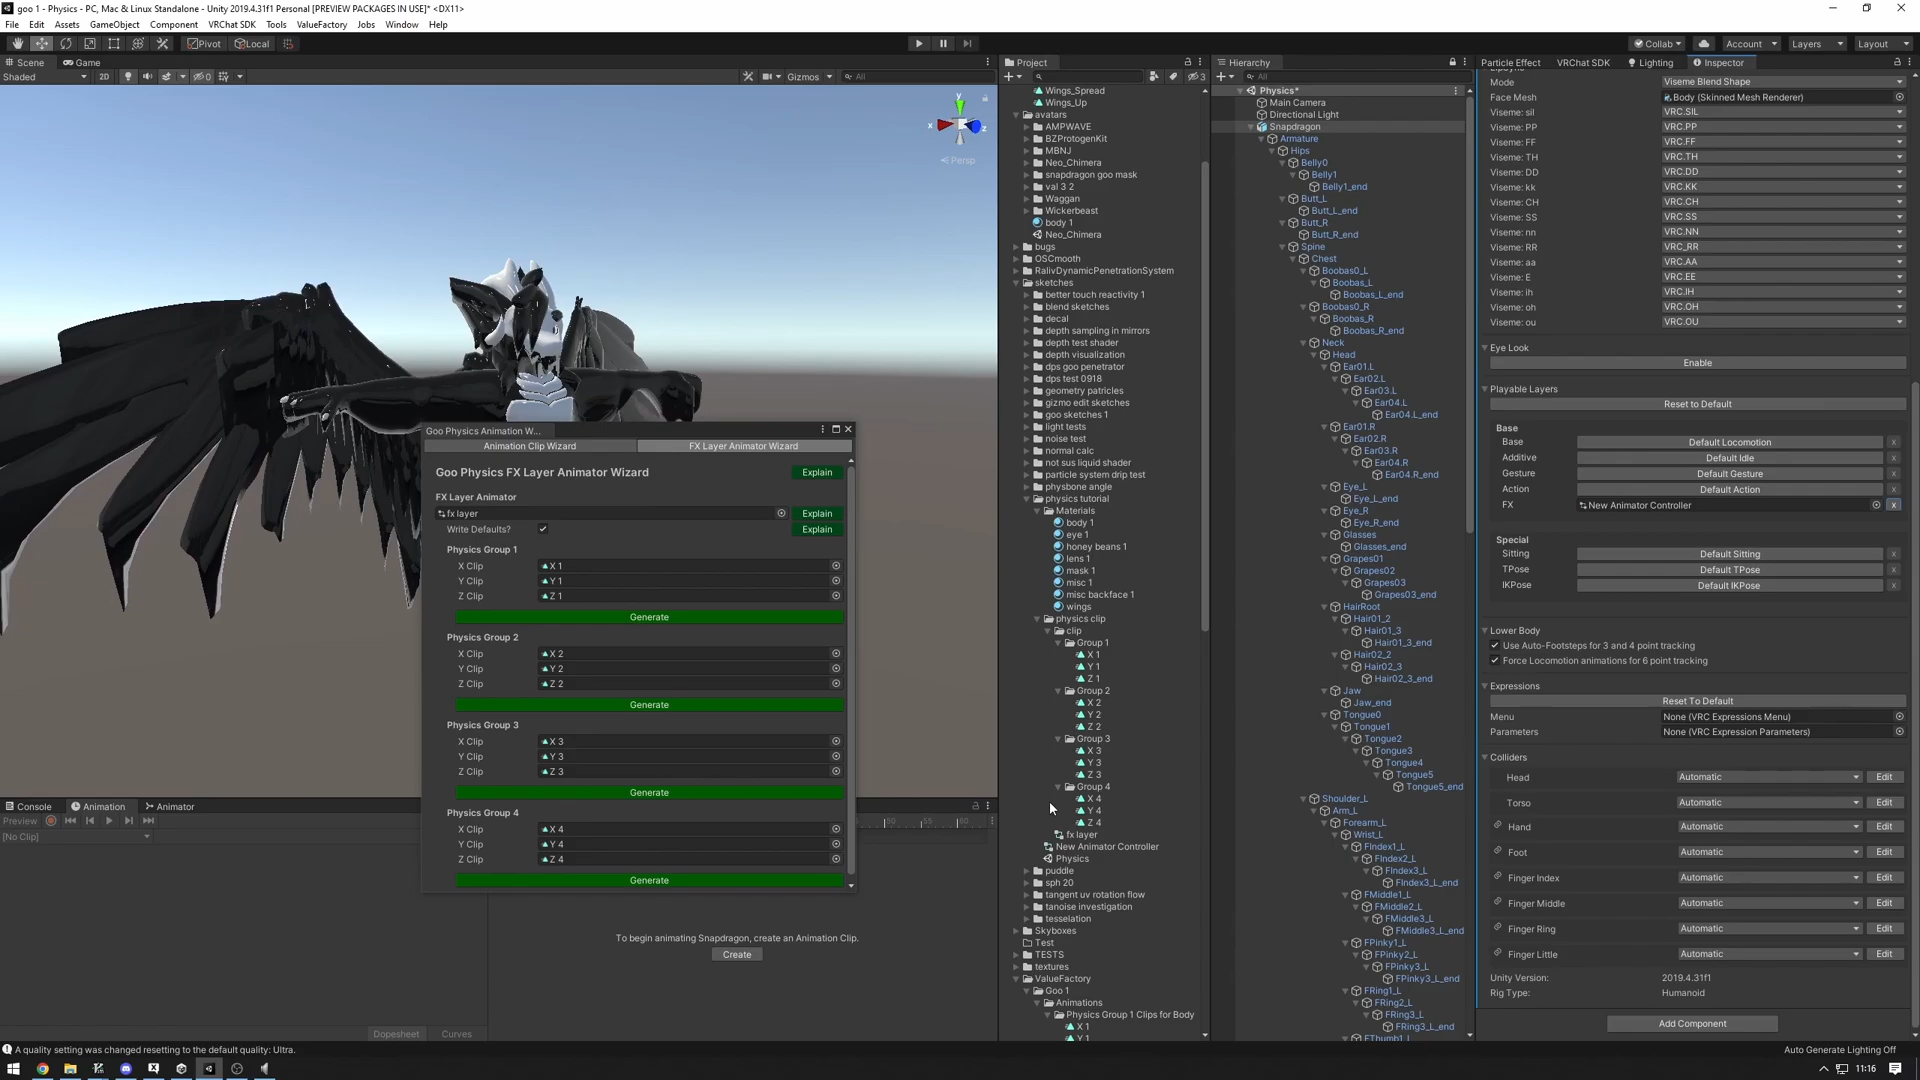 goo 1 - Physics - PC, Mac & Linux Standalone - Unity 2019.4.31f1 Personal [PREVIEW PACKAGES IN USE]* <DX11>
File Edit Assets GameObject Component VRChat SDK Tools ValueFactory Jobs Window Help
Pivot Local Collab Account Layers Layout
Scene Game
Shaded 2D 0 Gizmos All
y
x z
Persp
Goo Physics Animation W...
Animation Clip Wizard FX Layer Animator Wizard
Goo Physics FX Layer Animator Wizard Explain
FX Layer Animator
fx layer Explain
Write Defaults? Explain
Physics Group 1
X Clip X 1
Y Clip Y 1
Z Clip Z 1
Generate
Physics Group 2
X Clip X 2
Y Clip Y 2
Z Clip Z 2
Generate
Physics Group 3
X Clip X 3
Y Clip Y 3
Z Clip Z 3
Generate
Physics Group 4
X Clip X 4
Y Clip Y 4
Z Clip Z 4
Generate
Console Animation Animator
Preview 50 55 60
[No Clip]
To begin animating Snapdragon, create an Animation Clip.
Create
Dopesheet Curves
Project
3
Wings_Spread
Wings_Up
avatars
AMPWAVE
BZProtogenKit
MBNJ
Neo_Chimera
snapdragon goo mask
val 3 2
Waggan
Wickerbeast
body 1
Neo_Chimera
bugs
OSCmooth
RalivDynamicPenetrationSystem
sketches
better touch reactivity 1
blend sketches
decal
depth sampling in mirrors
depth test shader
depth visualization
dps goo penetrator
dps test 0918
geometry patricles
gizmo edit sketches
goo sketches 1
light tests
noise test
normal calc
not sus liquid shader
particle system drip test
physbone angle
physics tutorial
Materials
body 1
eye 1
honey beans 1
lens 1
mask 1
misc 1
misc backface 1
wings
physics clip
clip
Group 1
X 1
Y 1
Z 1
Group 2
X 2
Y 2
Z 2
Group 3
X 3
Y 3
Z 3
Group 4
X 4
Y 4
Z 4
fx layer
New Animator Controller
Physics
puddle
sph 20
tangent uv rotation flow
tanoise investigation
tesselation
Skyboxes
Test
TESTS
textures
ValueFactory
Goo 1
Animations
Physics Group 1 Clips for Body
X 1
Y 1
Hierarchy
All
Physics*
Main Camera
Directional Light
Snapdragon
Armature
Hips
Belly0
Belly1
Belly1_end
Butt_L
Butt_L_end
Butt_R
Butt_R_end
Spine
Chest
Boobas0_L
Boobas_L
Boobas_L_end
Boobas0_R
Boobas_R
Boobas_R_end
Neck
Head
Ear01.L
Ear02.L
Ear03.L
Ear04.L
Ear04.L_end
Ear01.R
Ear02.R
Ear03.R
Ear04.R
Ear04.R_end
Eye_L
Eye_L_end
Eye_R
Eye_R_end
Glasses
Glasses_end
Grapes01
Grapes02
Grapes03
Grapes03_end
HairRoot
Hair01_2
Hair01_3
Hair01_3_end
Hair02_2
Hair02_3
Hair02_3_end
Jaw
Jaw_end
Tongue0
Tongue1
Tongue2
Tongue3
Tongue4
Tongue5
Tongue5_end
Shoulder_L
Arm_L
Forearm_L
Wrist_L
FIndex1_L
FIndex2_L
FIndex3_L
FIndex3_L_end
FMiddle1_L
FMiddle2_L
FMiddle3_L
FMiddle3_L_end
FPinky1_L
FPinky2_L
FPinky3_L
FPinky3_L_end
FRing1_L
FRing2_L
FRing3_L
FRing3_L_end
FThumb1_L
Particle Effect VRChat SDK Lighting Inspector
Mode Viseme Blend Shape
Face Mesh Body (Skinned Mesh Renderer)
Viseme: sil VRC.SIL
Viseme: PP VRC.PP
Viseme: FF VRC.FF
Viseme: TH VRC.TH
Viseme: DD VRC.DD
Viseme: kk VRC.KK
Viseme: CH VRC.CH
Viseme: SS VRC.SS
Viseme: nn VRC.NN
Viseme: RR VRC_RR
Viseme: aa VRC.AA
Viseme: E VRC.EE
Viseme: ih VRC.IH
Viseme: oh VRC.OH
Viseme: ou VRC.OU
Eye Look
Enable
Playable Layers
Reset to Default
Base
Base Default Locomotion x
Additive Default Idle x
Gesture Default Gesture x
Action Default Action x
FX New Animator Controller x
Special
Sitting Default Sitting x
TPose Default TPose x
IKPose Default IKPose x
Lower Body
Use Auto-Footsteps for 3 and 4 point tracking
Force Locomotion animations for 6 point tracking
Expressions
Reset To Default
Menu None (VRC Expressions Menu)
Parameters None (VRC Expression Parameters)
Colliders
Head Automatic Edit
Torso Automatic Edit
Hand Automatic Edit
Foot Automatic Edit
Finger Index Automatic Edit
Finger Middle Automatic Edit
Finger Ring Automatic Edit
Finger Little Automatic Edit
Unity Version: 2019.4.31f1
Rig Type: Humanoid
Add Component
A quality setting was changed resetting to the default quality: Ultra.
Auto Generate Lighting Off
11:16